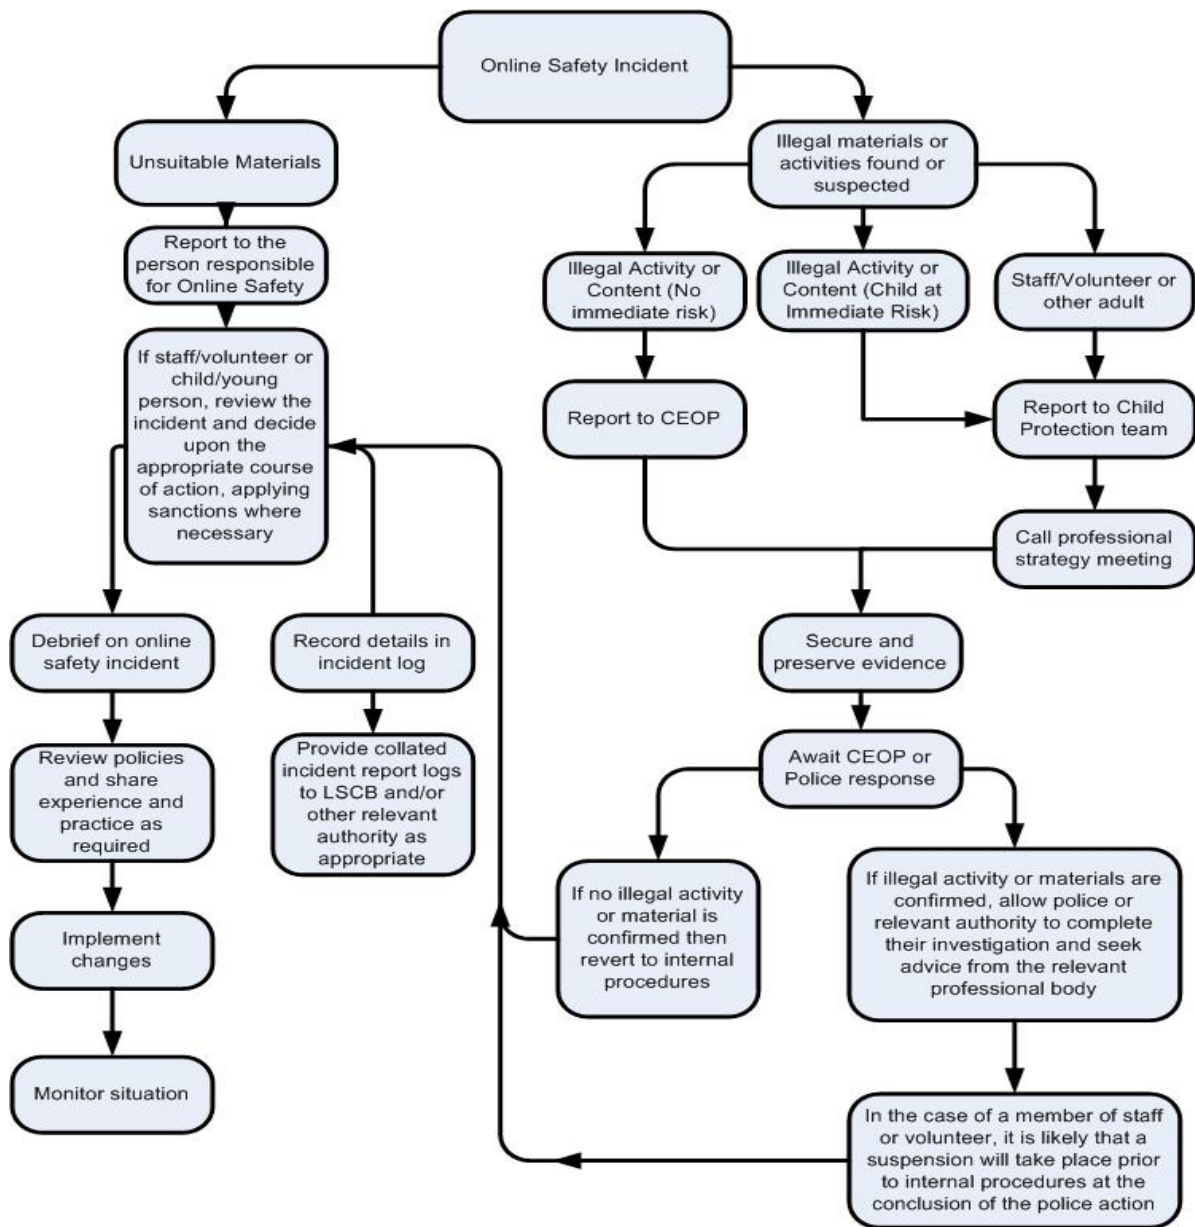 Online Safety Incident
Unsuitable Materials
Illegal materials or
activities found or
suspected
Report to the
person responsible
for Online Safety
Illegal Activity or
Content (No
immediate risk)
Illegal Activity or
Content (Child at
Immediate Risk)
Staff/Volunteer or
other adult
If staff/volunteer or
child/young
person, review the
incident and decide
upon the
appropriate course
of action, applying
sanctions where
necessary
Report to CEOP
Report to Child
Protection team
Call professional
strategy meeting
Debrief on online
safety incident
Record details in
incident log
Secure and
preserve evidence
Review policies
and share
experience and
practice as
required
Provide collated
incident report logs
to LSCB and/or
other relevant
authority as
appropriate
Await CEOP or
Police response
If no illegal activity
or material is
confirmed then
revert to internal
procedures
If illegal activity or materials are
confirmed, allow police or
relevant authority to complete
their investigation and seek
advice from the relevant
professional body
Implement
changes
Monitor situation
In the case of a member of staff
or volunteer, it is likely that a
suspension will take place prior
to internal procedures at the
conclusion of the police action